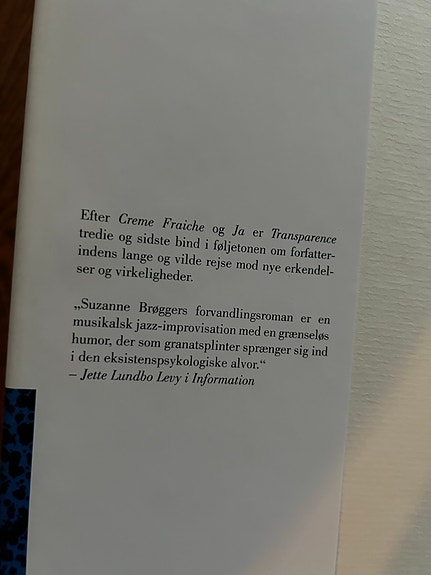 Efter Creme Fraiche og Ja er Transparence
tredie og sidste bind i føljetonen om forfatter-
indens lange og vilde rejse mod nye erkendel-
ser og virkeligheder.
„Suzanne Brøggers forvandlingsroman er en
musikalsk jazz-improvisation med en grænseløs
humor, der som granatsplinter sprænger sig ind
i den eksistenspsykologiske alvor.“
– Jette Lundbo Levy i Information